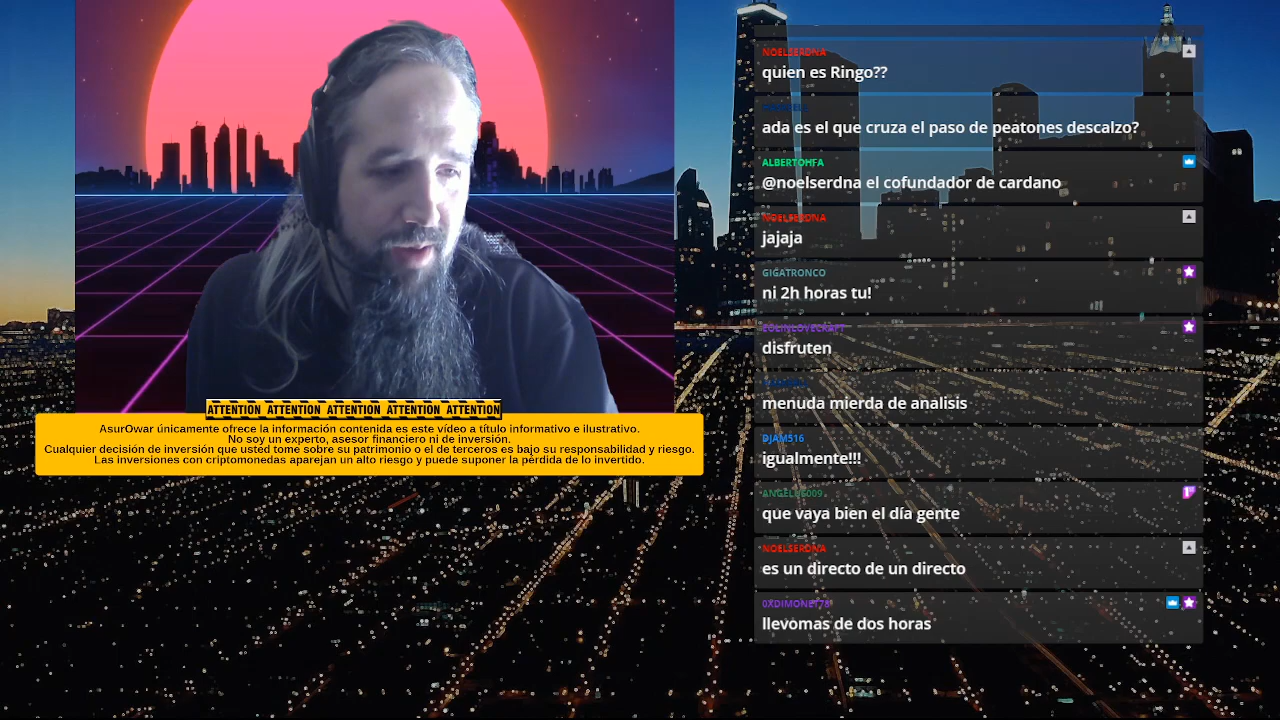 ATTENTION ATTENTION ATTENTION ATTENTION ATTENTION
AsurOwar únicamente ofrece la información contenida es este vídeo a título informativo e ilustrativo.
No soy un experto, asesor financiero ni de inversión.
Cualquier decisión de inversión que usted tome sobre su patrimonio o el de terceros es bajo su responsabilidad y riesgo.
Las inversiones con criptomonedas aparejan un alto riesgo y puede suponer la pérdida de lo invertido.
NOELSERDNA
quien es Ringo??
ada es el que cruza el paso de peatones descalzo?
ALBERTOHFA
@noelserdna el cofundador de cardano
NOELSERDNA
jajaja
GIGATRONCO
ni 2h horas tu!
disfruten
menuda mierda de analisis
DJAM516
igualmente!!!
que vaya bien el día gente
NOELSERDNA
es un directo de un directo
llevomas de dos horas